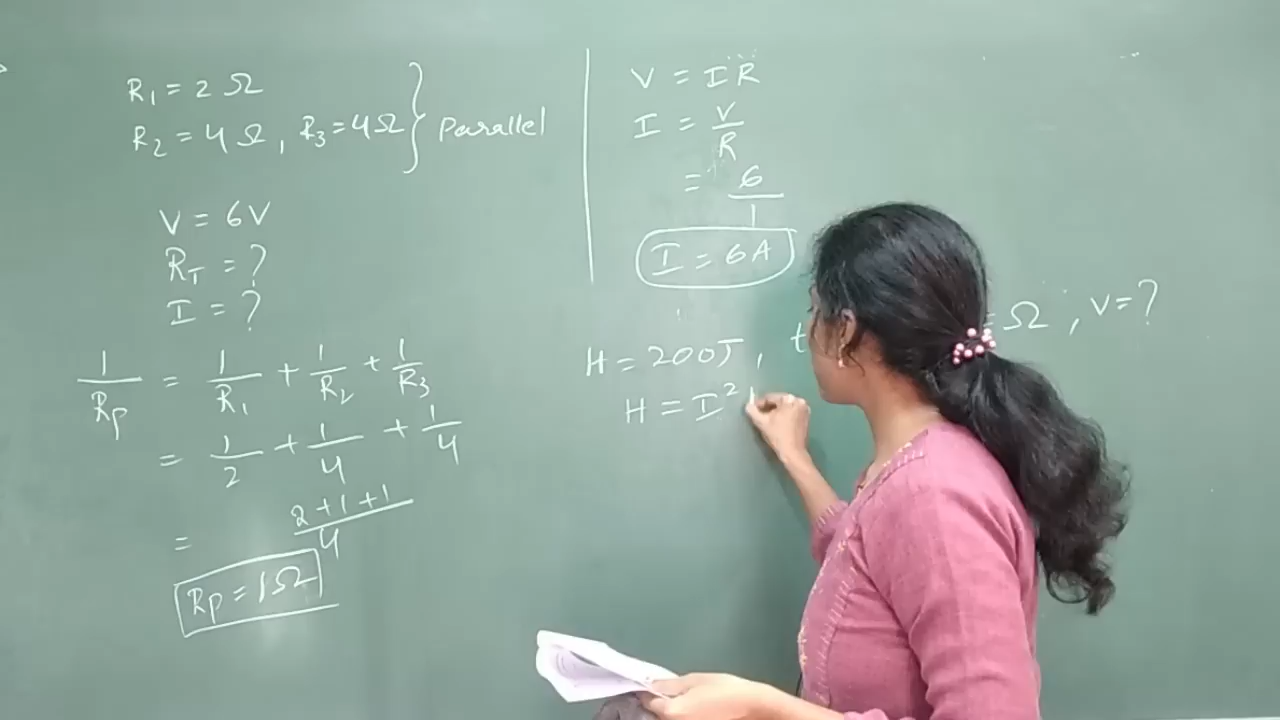 R₁ = 2 Ω
R₂ = 4 Ω , R₃ = 4 Ω } Parallel
V = 6V
R_T = ?
I = ?
1/Rp = 1/R₁ + 1/R₂ + 1/R₃
= 1/2 + 1/4 + 1/4
= (2+1+1)/4
Rp = 1Ω
V = IR
I = V/R
= 6/1
I = 6A
H = 200J , t = Ω , V = ?
H = I²